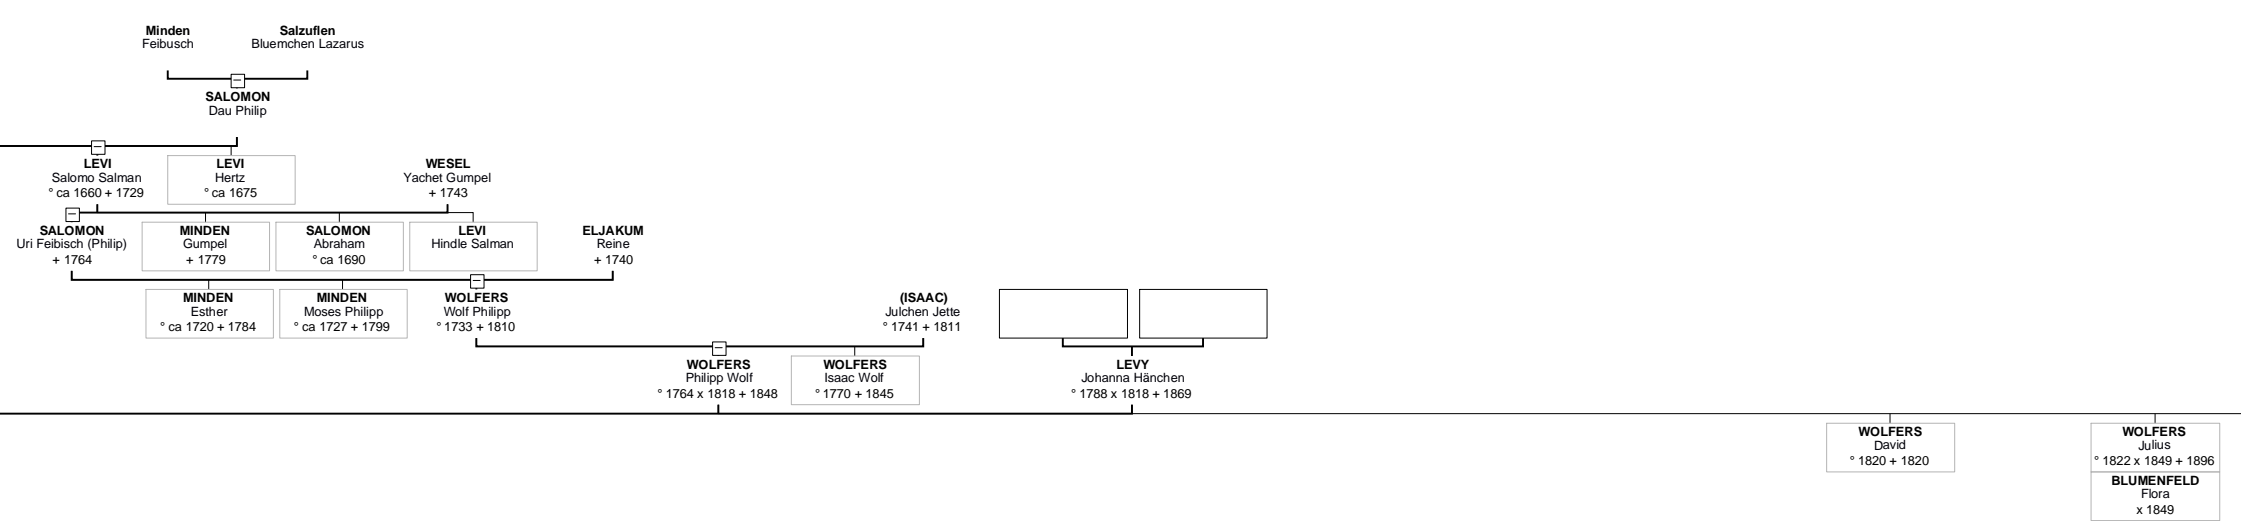 Minden
Feibusch
Salzuflen
Bluemchen Lazarus
SALOMON
Dau Philip
LEVI
Salomo Salman
° ca 1660 + 1729
LEVI
Hertz
° ca 1675
WESEL
Yachet Gumpel
+ 1743
SALOMON
Uri Feibisch (Philip)
+ 1764
MINDEN
Gumpel
+ 1779
SALOMON
Abraham
° ca 1690
LEVI
Hindle Salman
ELJAKUM
Reine
+ 1740
MINDEN
Esther
° ca 1720 + 1784
MINDEN
Moses Philipp
° ca 1727 + 1799
WOLFERS
Wolf Philipp
° 1733 + 1810
(ISAAC)
Julchen Jette
° 1741 + 1811
WOLFERS
Philipp Wolf
° 1764 x 1818 + 1848
WOLFERS
Isaac Wolf
° 1770 + 1845
LEVY
Johanna Hänchen
° 1788 x 1818 + 1869
WOLFERS
David
° 1820 + 1820
WOLFERS
Julius
° 1822 x 1849 + 1896
BLUMENFELD
Flora
x 1849